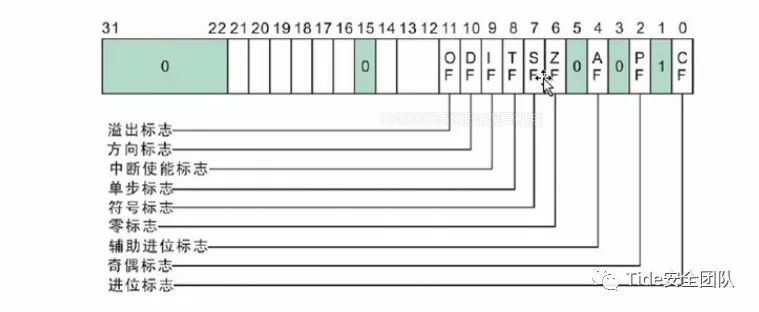 31 22 21 20 19 18 17 16 15 14 13 12 11 10 9 8 7 6 5 4 3 2 1 0
0 0 OF DF IF TF SF ZF 0 AF 0 PF 1 CF
溢出标志
方向标志
中断使能标志
单步标志
符号标志
零标志
辅助进位标志
奇偶标志
进位标志
Tide安全团队